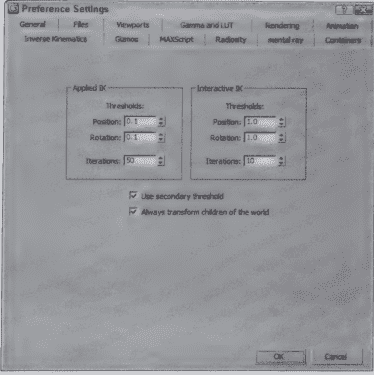 Preference Settings
General Files Viewports Gamma and LUT Rendering Animation
Inverse Kinematics Gizmos MAXScript Radiosity mental ray Containers
Applied IK Interactive IK
Thresholds: Thresholds:
Position: 0.1 Position: 1.0
Rotation: 0.1 Rotation: 1.0
Iterations: 50 Iterations: 10
Use secondary threshold
Always transform children of the world
OK Cancel